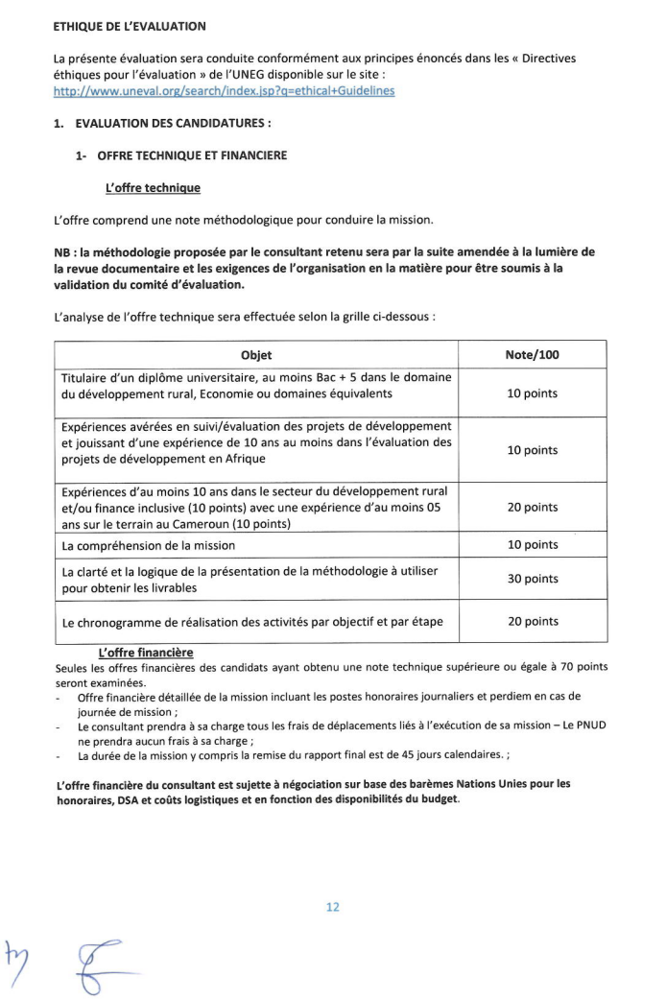 ETHIQUE DE L'EVALUATION
La présente évaluation sera conduite conformément aux principes énoncés dans les « Directives
éthiques pour l'évaluation » de l'UNEG disponible sur le site :
http://www.uneval.org/search/index.jsp?q=ethical+Guidelines
1. EVALUATION DES CANDIDATURES :
1- OFFRE TECHNIQUE ET FINANCIERE
L'offre technique
L'offre comprend une note méthodologique pour conduire la mission.
NB : la méthodologie proposée par le consultant retenu sera par la suite amendée à la lumière de
la revue documentaire et les exigences de l'organisation en la matière pour être soumis à la
validation du comité d'évaluation.
L'analyse de l'offre technique sera effectuée selon la grille ci-dessous :
Objet Note/100
Titulaire d'un diplôme universitaire, au moins Bac + 5 dans le domaine
du développement rural, Economie ou domaines équivalents
10 points
Expériences avérées en suivi/évaluation des projets de développement
et jouissant d'une expérience de 10 ans au moins dans l'évaluation des
projets de développement en Afrique
10 points
Expériences d'au moins 10 ans dans le secteur du développement rural
et/ou finance inclusive (10 points) avec une expérience d'au moins 05
ans sur le terrain au Cameroun (10 points)
20 points
La compréhension de la mission 10 points
La clarté et la logique de la présentation de la méthodologie à utiliser
pour obtenir les livrables
30 points
Le chronogramme de réalisation des activités par objectif et par étape 20 points
L'offre financière
Seules les offres financières des candidats ayant obtenu une note technique supérieure ou égale à 70 points
seront examinées.
- Offre financière détaillée de la mission incluant les postes honoraires journaliers et perdiem en cas de
journée de mission ;
- Le consultant prendra à sa charge tous les frais de déplacements liés à l'exécution de sa mission – Le PNUD
ne prendra aucun frais à sa charge ;
- La durée de la mission y compris la remise du rapport final est de 45 jours calendaires. ;
L'offre financière du consultant est sujette à négociation sur base des barèmes Nations Unies pour les
honoraires, DSA et coûts logistiques et en fonction des disponibilités du budget.
12